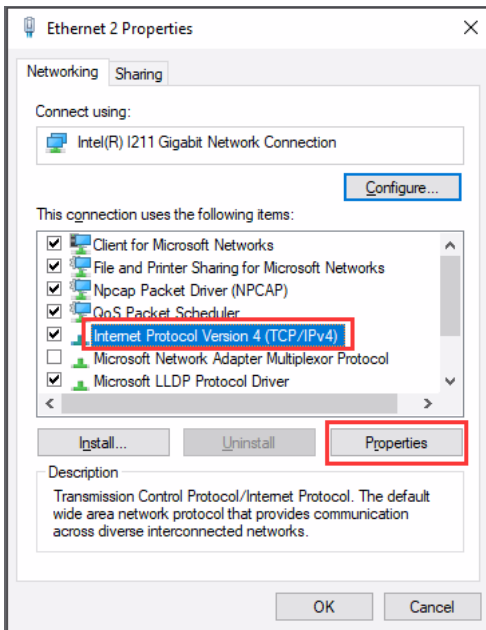 Ethernet 2 Properties
Networking Sharing
Connect using:
Intel(R) I211 Gigabit Network Connection
Configure...
This connection uses the following items:
Client for Microsoft Networks
File and Printer Sharing for Microsoft Networks
Npcap Packet Driver (NPCAP)
QoS Packet Scheduler
Internet Protocol Version 4 (TCP/IPv4)
Microsoft Network Adapter Multiplexor Protocol
Microsoft LLDP Protocol Driver
Install... Uninstall Properties
Description
Transmission Control Protocol/Internet Protocol. The default
wide area network protocol that provides communication
across diverse interconnected networks.
OK Cancel